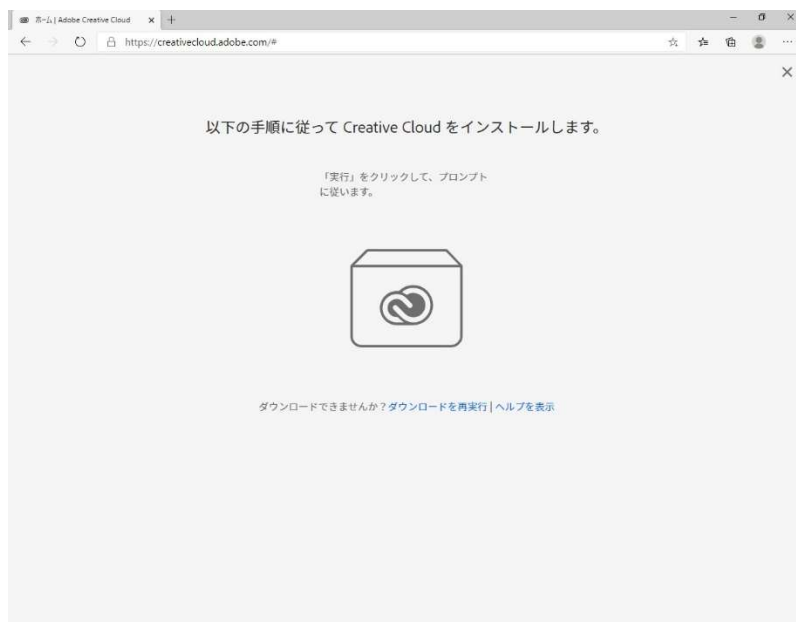 ホーム | Adobe Creative Cloud
https://creativecloud.adobe.com/#
以下の手順に従って Creative Cloud をインストールします。
「実行」をクリックして、プロンプト
に従います。
ダウンロードできませんか？ダウンロードを再実行 | ヘルプを表示